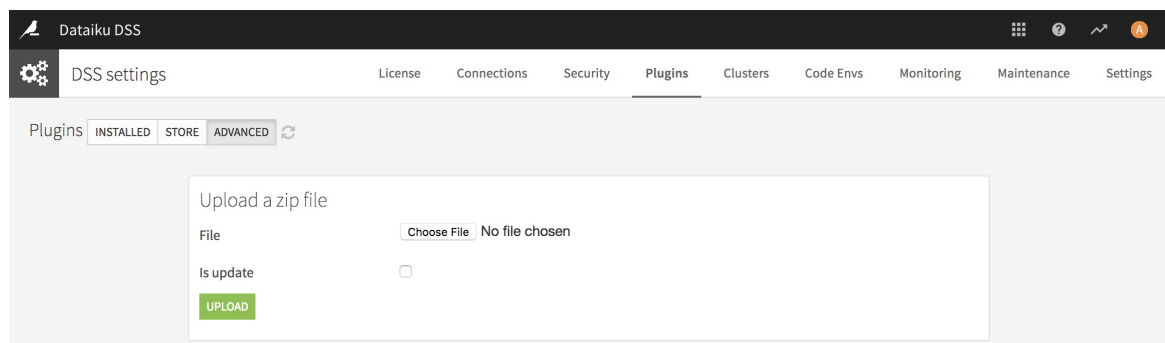 Dataiku DSS A
DSS settings License Connections Security Plugins Clusters Code Envs Monitoring Maintenance Settings
Plugins INSTALLED STORE ADVANCED
Upload a zip file
File Choose File No file chosen
Is update
UPLOAD